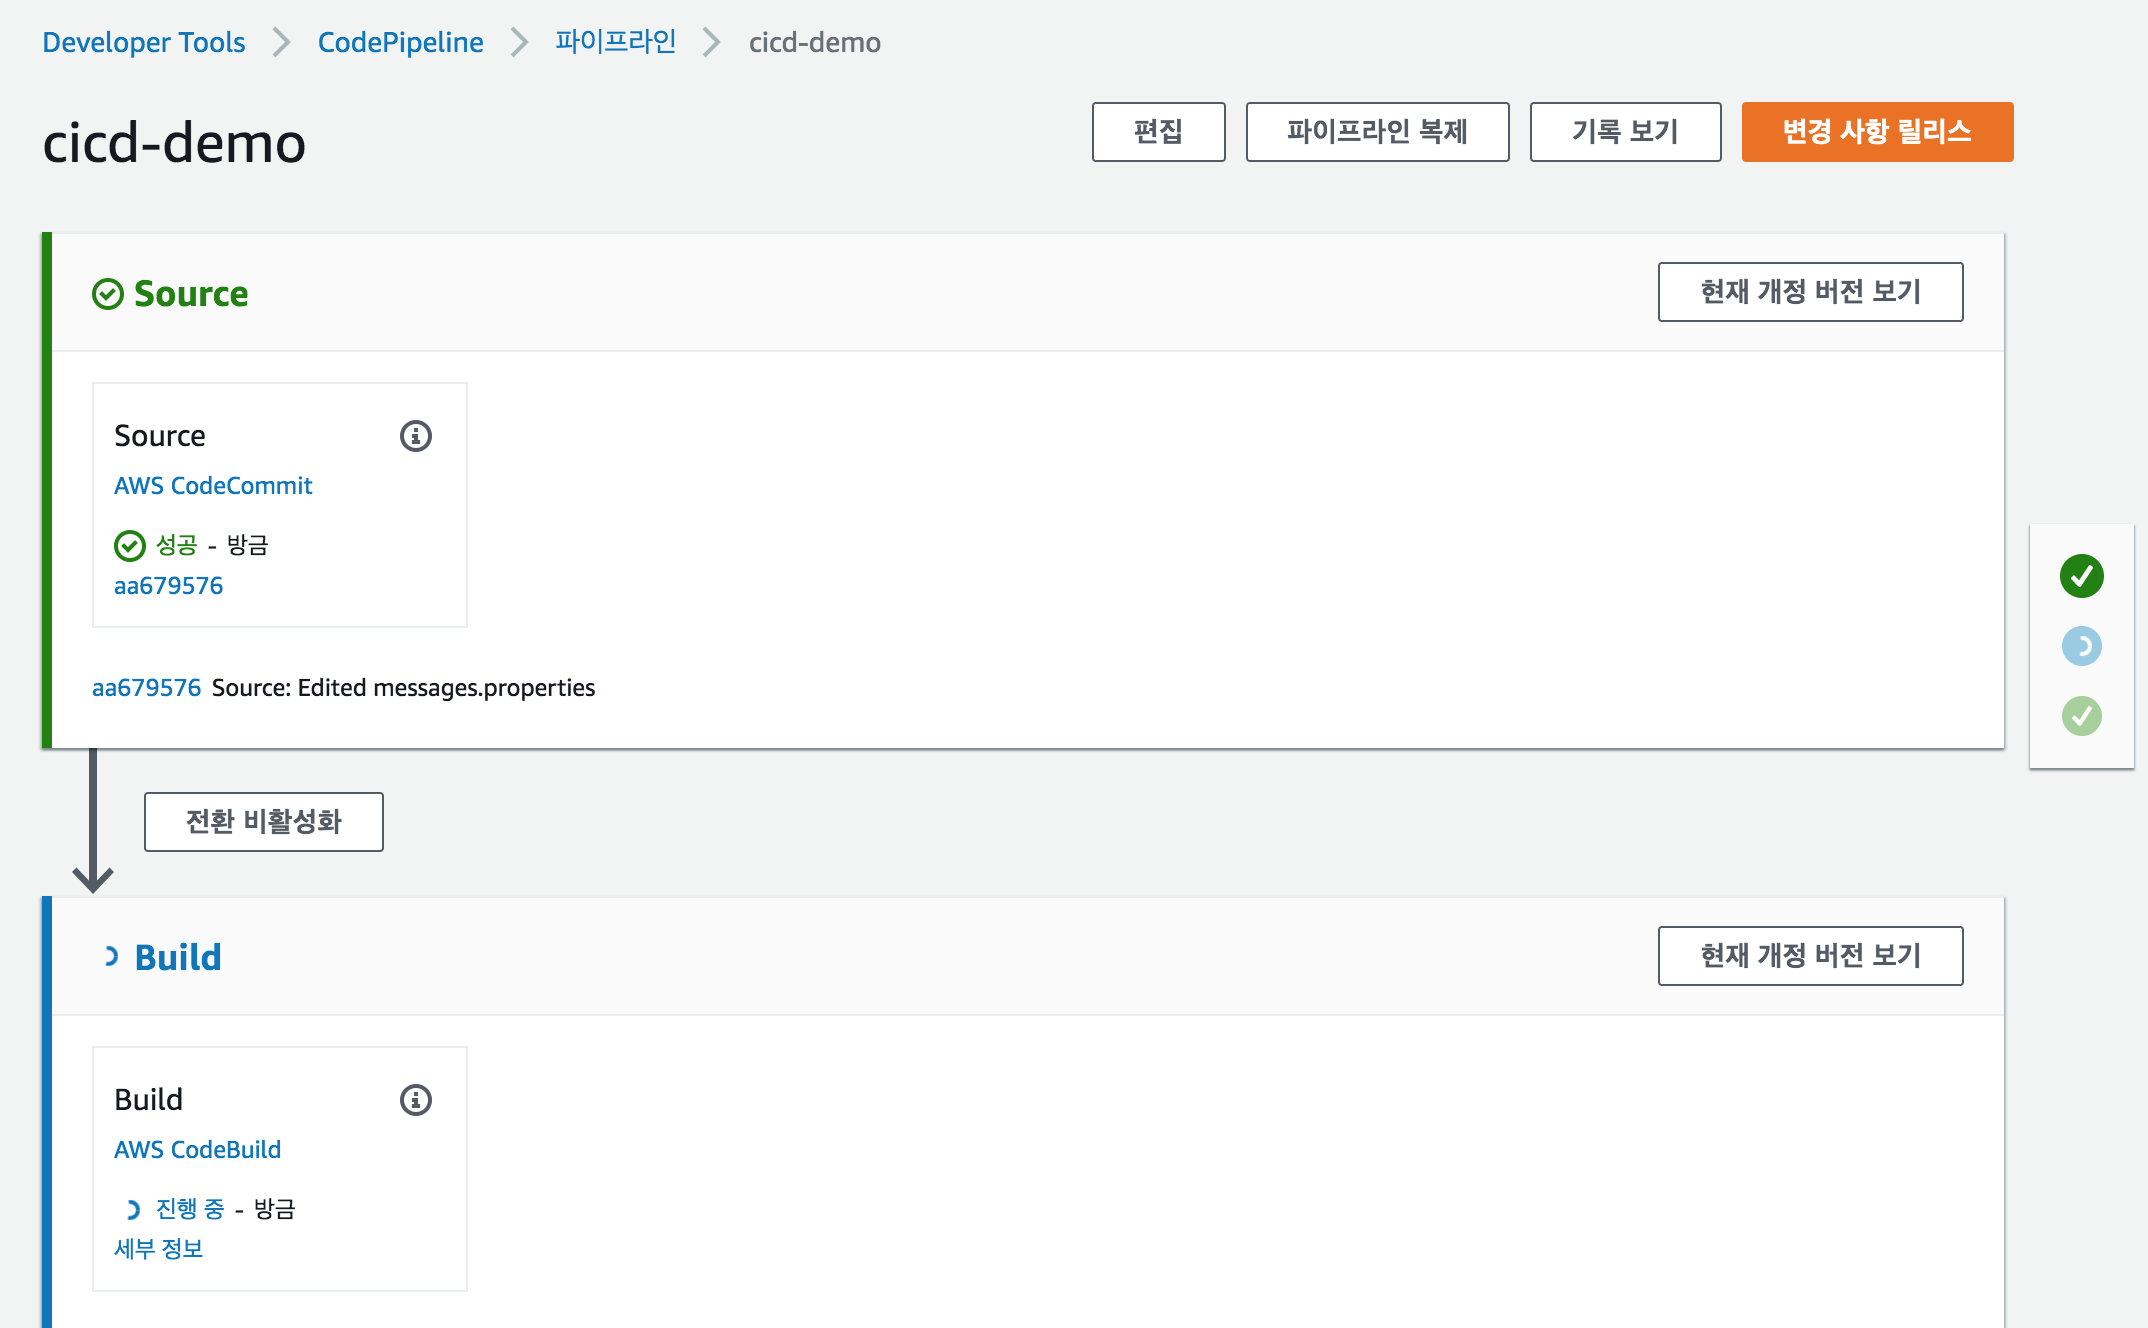 Developer Tools > CodePipeline > 파이프라인 > cicd-demo
cicd-demo
편집
파이프라인 복제
기록 보기
변경 사항 릴리스
Source
현재 개정 버전 보기
Source
AWS CodeCommit
성공 - 방금
aa679576
aa679576 Source: Edited messages.properties
전환 비활성화
Build
현재 개정 버전 보기
Build
AWS CodeBuild
진행 중 - 방금
세부 정보